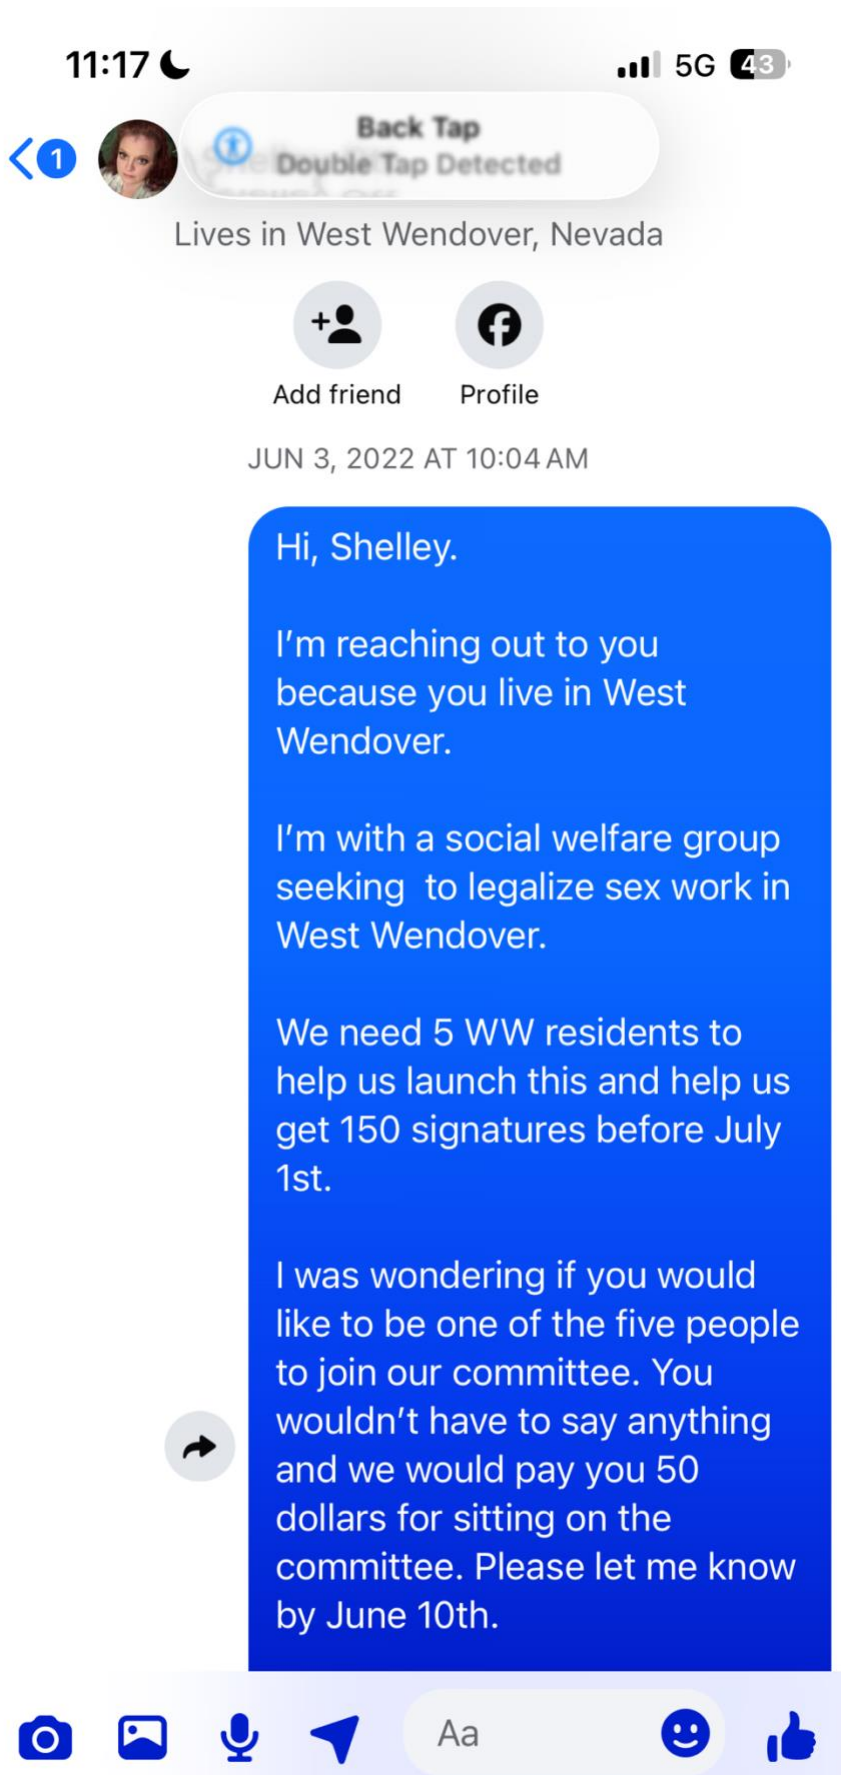 11:17
5G 43
1
Back Tap
Double Tap Detected
Lives in West Wendover, Nevada
Add friend Profile
JUN 3, 2022 AT 10:04 AM
Hi, Shelley.
I'm reaching out to you
because you live in West
Wendover.
I'm with a social welfare group
seeking  to legalize sex work in
West Wendover.
We need 5 WW residents to
help us launch this and help us
get 150 signatures before July
1st.
I was wondering if you would
like to be one of the five people
to join our committee. You
wouldn't have to say anything
and we would pay you 50
dollars for sitting on the
committee. Please let me know
by June 10th.
Aa